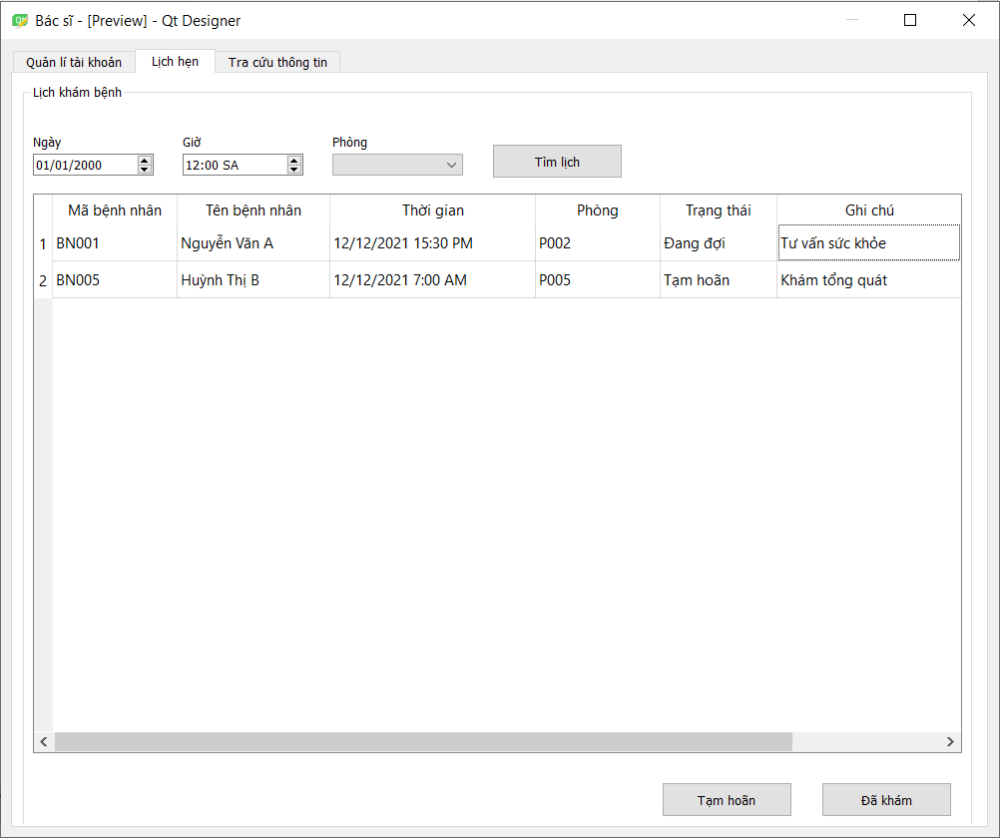 Bác sĩ - [Preview] - Qt Designer
Quản lí tài khoản Lịch hẹn Tra cứu thông tin
Lịch khám bệnh
Ngày Giờ Phòng
01/01/2000 12:00 SA Tìm lịch
Mã bệnh nhân Tên bệnh nhân Thời gian Phòng Trạng thái Ghi chú
1 BN001 Nguyễn Văn A 12/12/2021 15:30 PM P002 Đang đợi Tư vấn sức khỏe
2 BN005 Huỳnh Thị B 12/12/2021 7:00 AM P005 Tạm hoãn Khám tổng quát
Tạm hoãn Đã khám